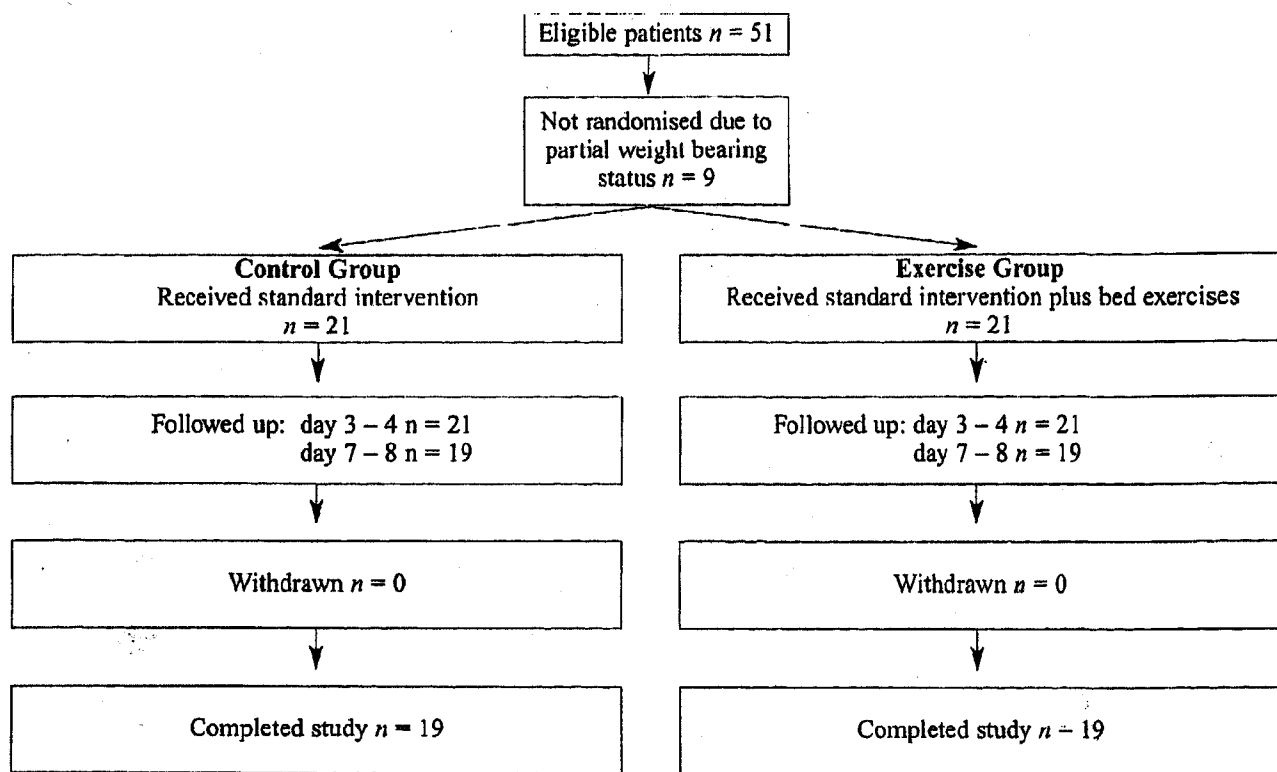 Eligible patients n = 51
Not randomised due to
partial weight bearing
status n = 9
Control Group
Received standard intervention
n = 21
Exercise Group
Received standard intervention plus bed exercises
n = 21
Followed up: day 3 – 4 n = 21
day 7 – 8 n = 19
Followed up: day 3 – 4 n = 21
day 7 – 8 n = 19
Withdrawn n = 0
Withdrawn n = 0
Completed study n = 19
Completed study n – 19